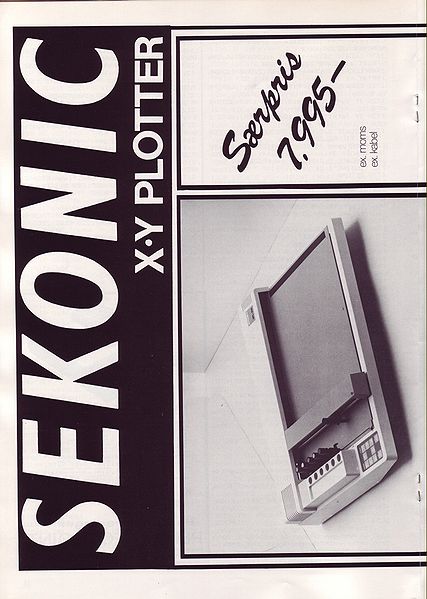 SEKONIC
X·Y PLOTTER
Særpris
7.995-
ex. moms
ex. kabel